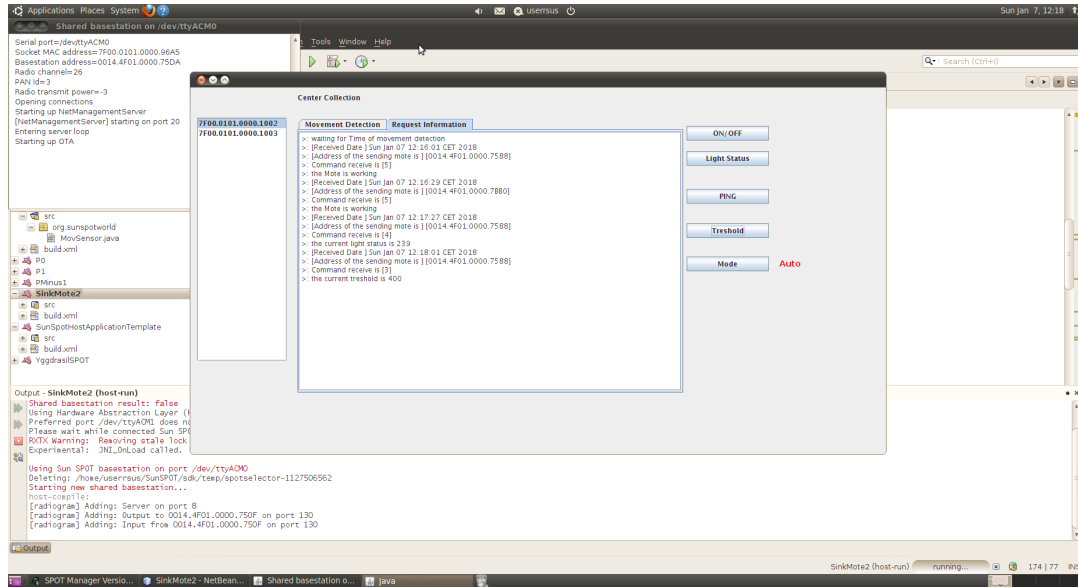 Applications Places System
userrsus
Sun Jan 7, 12:18
Shared basestation on /dev/ttyACM0
Serial port=/dev/ttyACM0
Socket MAC address=7F00.0101.0000.96A5
Basestation address=0014.4F01.0000.75DA
Radio channel=26
PAN Id=3
Radio transmit power=-3
Opening connections
Starting up NetManagementServer
[NetManagementServer] starting on port 20
Entering server loop
Starting up OTA
Tools Window Help
Search (Ctrl+I)
Center Collection
7F00.0101.0000.1002
7F00.0101.0000.1003
Movement Detection Request Information
>: waiting for Time of movement detection
>: [Received Date ] Sun Jan 07 12:16:01 CET 2018
>: [Address of the sending mote is ] [0014.4F01.0000.7588]
>: Command receive is [5]
>: the Mote is working
>: [Received Date ] Sun Jan 07 12:16:29 CET 2018
>: [Address of the sending mote is ] [0014.4F01.0000.7BB0]
>: Command receive is [5]
>: the Mote is working
>: [Received Date ] Sun Jan 07 12:17:27 CET 2018
>: [Address of the sending mote is ] [0014.4F01.0000.7588]
>: Command receive is [4]
>: the current light status is 239
>: [Received Date ] Sun Jan 07 12:18:01 CET 2018
>: [Address of the sending mote is ] [0014.4F01.0000.7588]
>: Command receive is [3]
>: the current treshold is 400
ON/OFF
Light Status
PING
Treshold
Mode Auto
src
org.sunspotworld
MovSensor.java
build.xml
P0
P1
PMinus1
SinkMote2
src
build.xml
SunSpotHostApplicationTemplate
src
build.xml
YggdrasilSPOT
Output - SinkMote2 (host-run)
Shared basestation result: false
Using Hardware Abstraction Layer (
Preferred port /dev/ttyACM1 does
Please wait while connected Sun SPO
RXTX Warning: Removing stale lock
Experimental: JNI_OnLoad called.
Using Sun SPOT basestation on port /dev/ttyACM0
Deleting: /home/userrsus/SunSPOT/sdk/temp/spotselector-1127506562
Starting new shared basestation...
host-compile:
[radiogram] Adding: Server on port 8
[radiogram] Adding: Output to 0014.4F01.0000.750F on port 130
[radiogram] Adding: Input from 0014.4F01.0000.750F on port 130
Output
SinkMote2 (host-run) running... 174 | 77 INS
SPOT Manager Versio... SinkMote2 - NetBean... Shared basestation o... Java